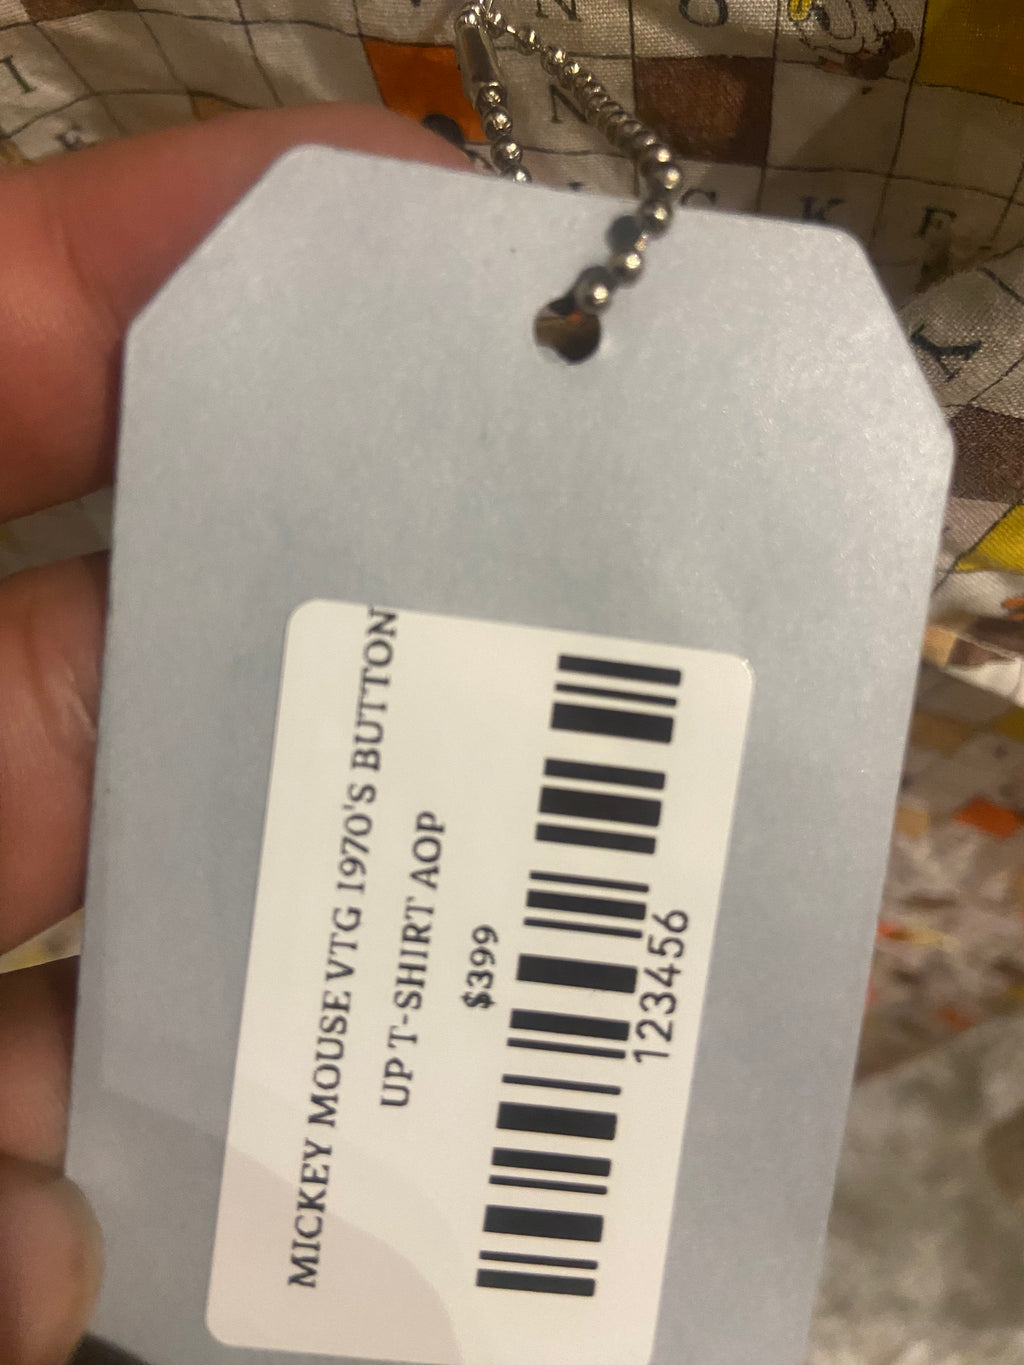 MICKEY MOUSE VTG 1970'S BUTTON
UP T-SHIRT AOP
$399
123456
N O
I
E N
I C K E
Y